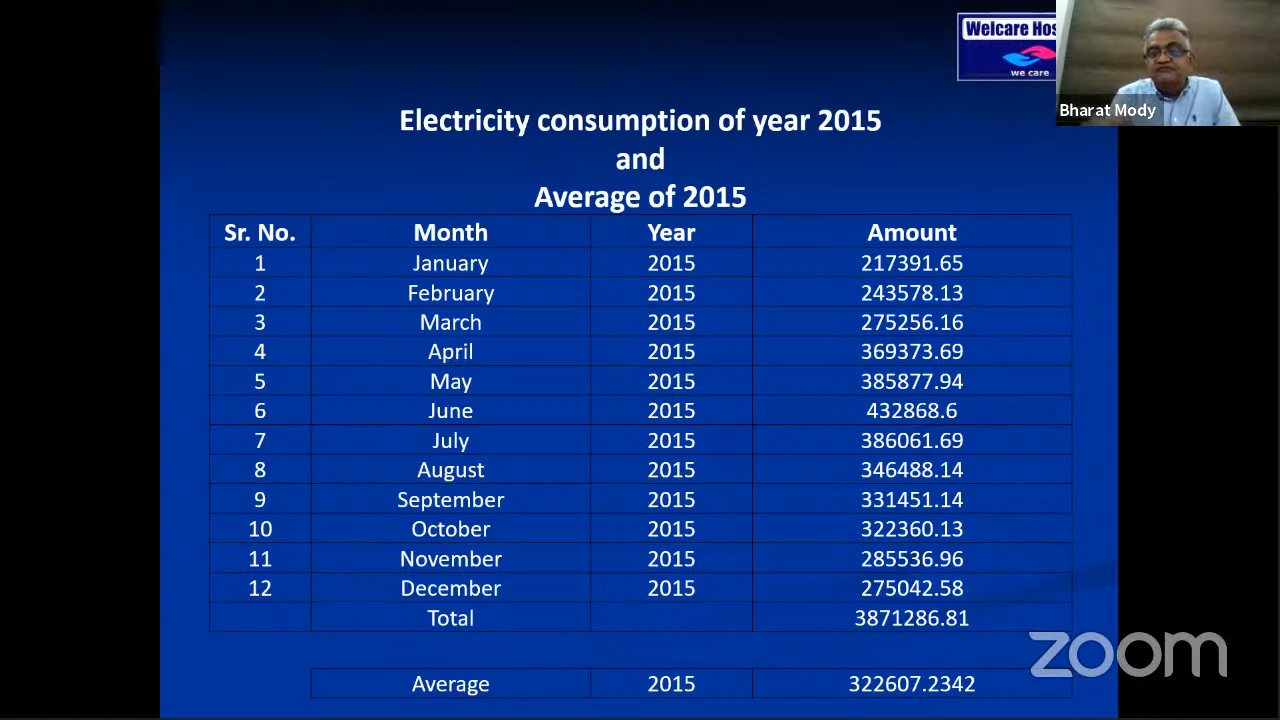 Welcare Hos
we care
Bharat Mody
Electricity consumption of year 2015
and
Average of 2015
Sr. No. Month Year Amount
1 January 2015 217391.65
2 February 2015 243578.13
3 March 2015 275256.16
4 April 2015 369373.69
5 May 2015 385877.94
6 June 2015 432868.6
7 July 2015 386061.69
8 August 2015 346488.14
9 September 2015 331451.14
10 October 2015 322360.13
11 November 2015 285536.96
12 December 2015 275042.58
Total 3871286.81
zoom
Average 2015 322607.2342